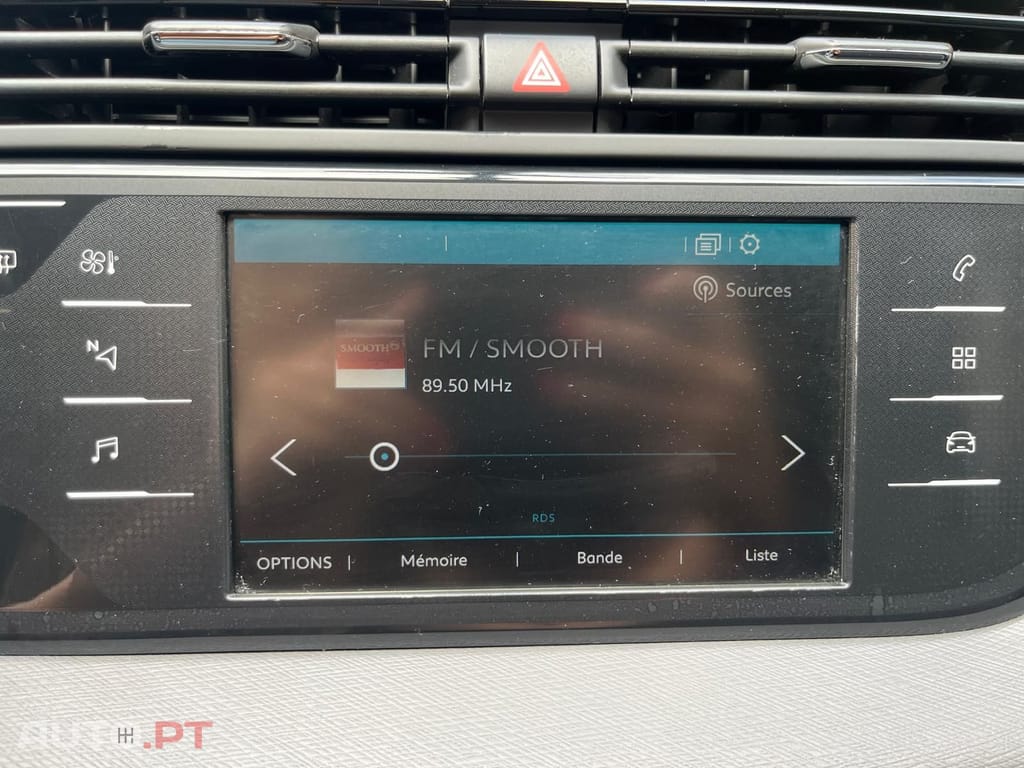 Sources
SMOOTH
FM / SMOOTH
89.50 MHz
N
RDS
OPTIONS | Mémoire | Bande | Liste
AUTO.PT